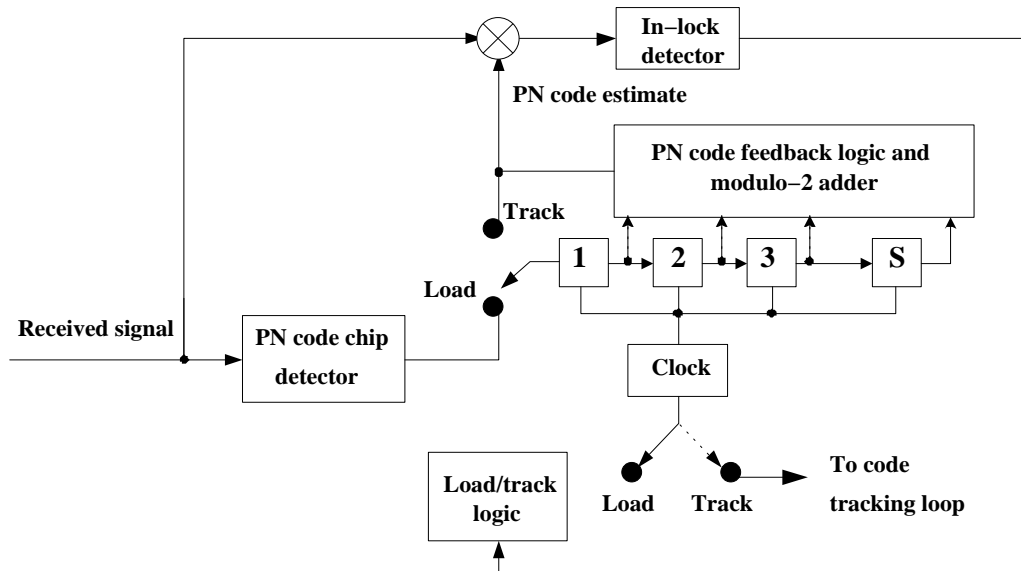 In−lock
detector
PN code estimate
PN code feedback logic and
modulo−2 adder
Track
1
2
3
S
Load
Received signal
PN code chip
detector
Clock
Load/track
logic
Load
Track
To code
tracking loop